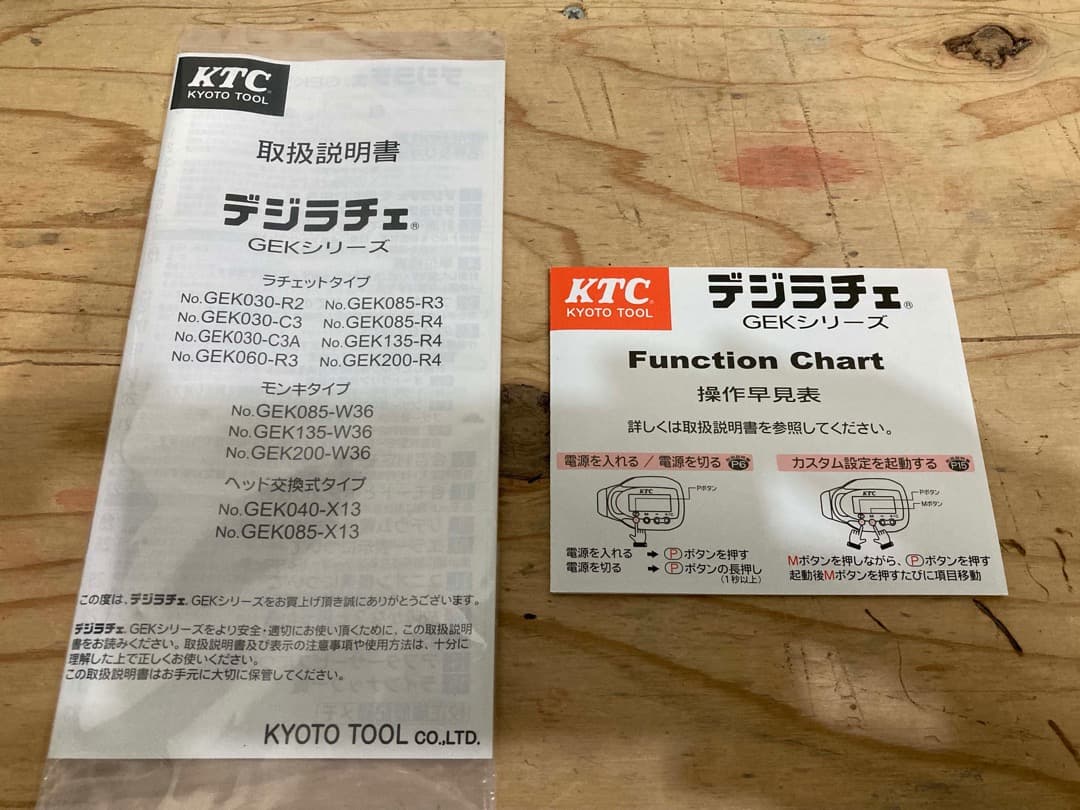 KTC
KYOTO TOOL
取扱説明書
デジラチェ®
GEKシリーズ
ラチェットタイプ
No.GEK030-R2 No.GEK085-R3
No.GEK030-C3 No.GEK085-R4
No.GEK030-C3A No.GEK135-R4
No.GEK060-R3 No.GEK200-R4
モンキタイプ
No.GEK085-W36
No.GEK135-W36
No.GEK200-W36
ヘッド交換式タイプ
No.GEK040-X13
No.GEK085-X13
この度は、デジラチェ。GEKシリーズをお買上げ頂き誠にありがとうございます。
デジラチェ。GEKシリーズをより安全・適切にお使い頂くために、この取扱説明
書をお読みください。取扱説明書及び表示の注意事項や使用方法は、十分に
理解した上で正しくお使いください。
この取扱説明書はお手元に大切に保管してください。
KYOTO TOOL CO.,LTD.
KTC
KYOTO TOOL
デジラチェ®
GEKシリーズ
Function Chart
操作早見表
詳しくは取扱説明書を参照してください。
電源を入れる / 電源を切る P6
KTC
Pボタン
電源を入れる → Pボタンを押す
電源を切る → Pボタンの長押し
(1秒以上)
カスタム設定を起動する P15
KTC
Pボタン
Mボタン
Mボタンを押しながら、Pボタンを押す
起動後Mボタンを押すたびに項目移動